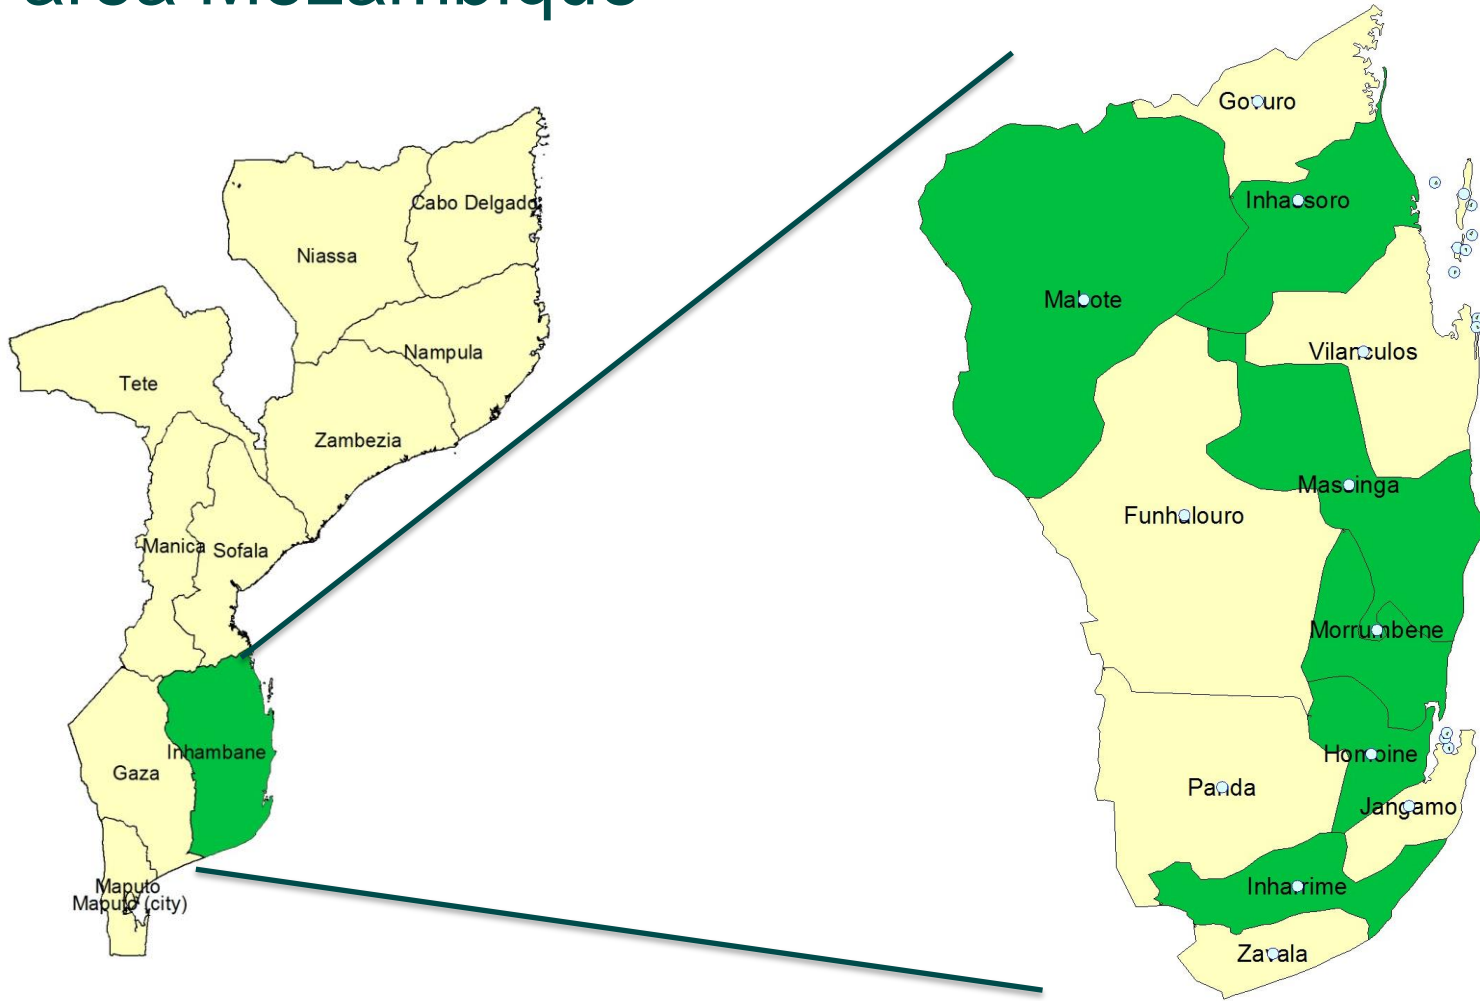 area Mozambique
Cabo Delgado
Niassa
Nampula
Tete
Zambezia
Manica
Sofala
Inhambane
Gaza
Maputo
Maputo (city)
Govuro
Inhassoro
Mabote
Vilanculos
Massinga
Funhalouro
Morrumbene
Homoine
Panda
Jangamo
Inharrime
Zavala